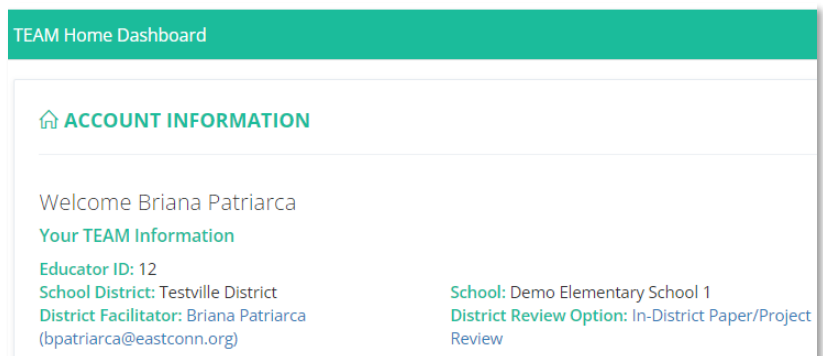 TEAM Home Dashboard
ACCOUNT INFORMATION
Welcome Briana Patriarca
Your TEAM Information
Educator ID: 12
School District: Testville District
District Facilitator: Briana Patriarca
(bpatriarca@eastconn.org)
School: Demo Elementary School 1
District Review Option: In-District Paper/Project
Review